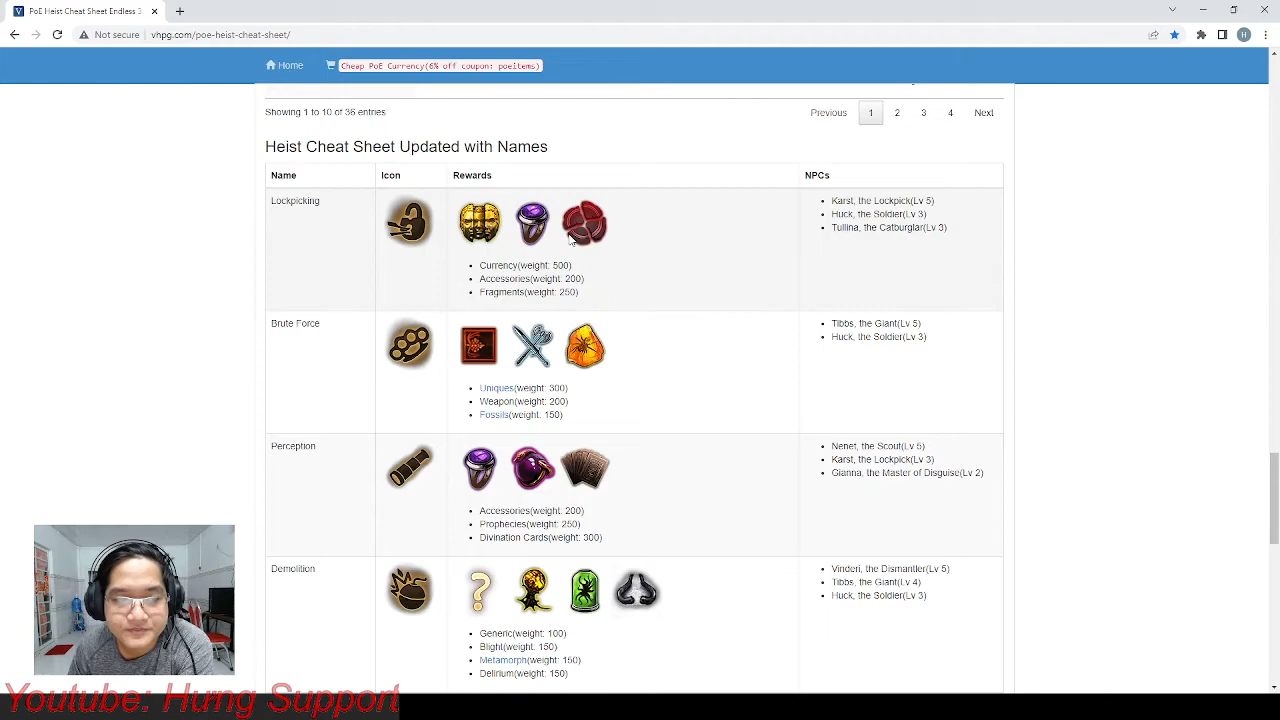 PoE Heist Cheat Sheet Endless 3
Not secure
vhpg.com/poe-heist-cheat-sheet/
H
Home
Cheap PoE Currency(6% off coupon: poeitems)
Showing 1 to 10 of 36 entries
Previous 1 2 3 4 Next
Heist Cheat Sheet Updated with Names
Name Icon Rewards NPCs
Lockpicking
Currency(weight: 500)
Accessories(weight: 200)
Fragments(weight: 250)
Karst, the Lockpick(Lv 5)
Huck, the Soldier(Lv 3)
Tullina, the Catburglar(Lv 3)
Brute Force
Uniques(weight: 300)
Weapon(weight: 200)
Fossils(weight: 150)
Tibbs, the Giant(Lv 5)
Huck, the Soldier(Lv 3)
Perception
Accessories(weight: 200)
Prophecies(weight: 250)
Divination Cards(weight: 300)
Nenet, the Scout(Lv 5)
Karst, the Lockpick(Lv 3)
Gianna, the Master of Disguise(Lv 2)
Demolition
?
Generic(weight: 100)
Blight(weight: 150)
Metamorph(weight: 150)
Delirium(weight: 150)
Vinderi, the Dismantler(Lv 5)
Tibbs, the Giant(Lv 4)
Huck, the Soldier(Lv 3)
Youtube: Hung Support